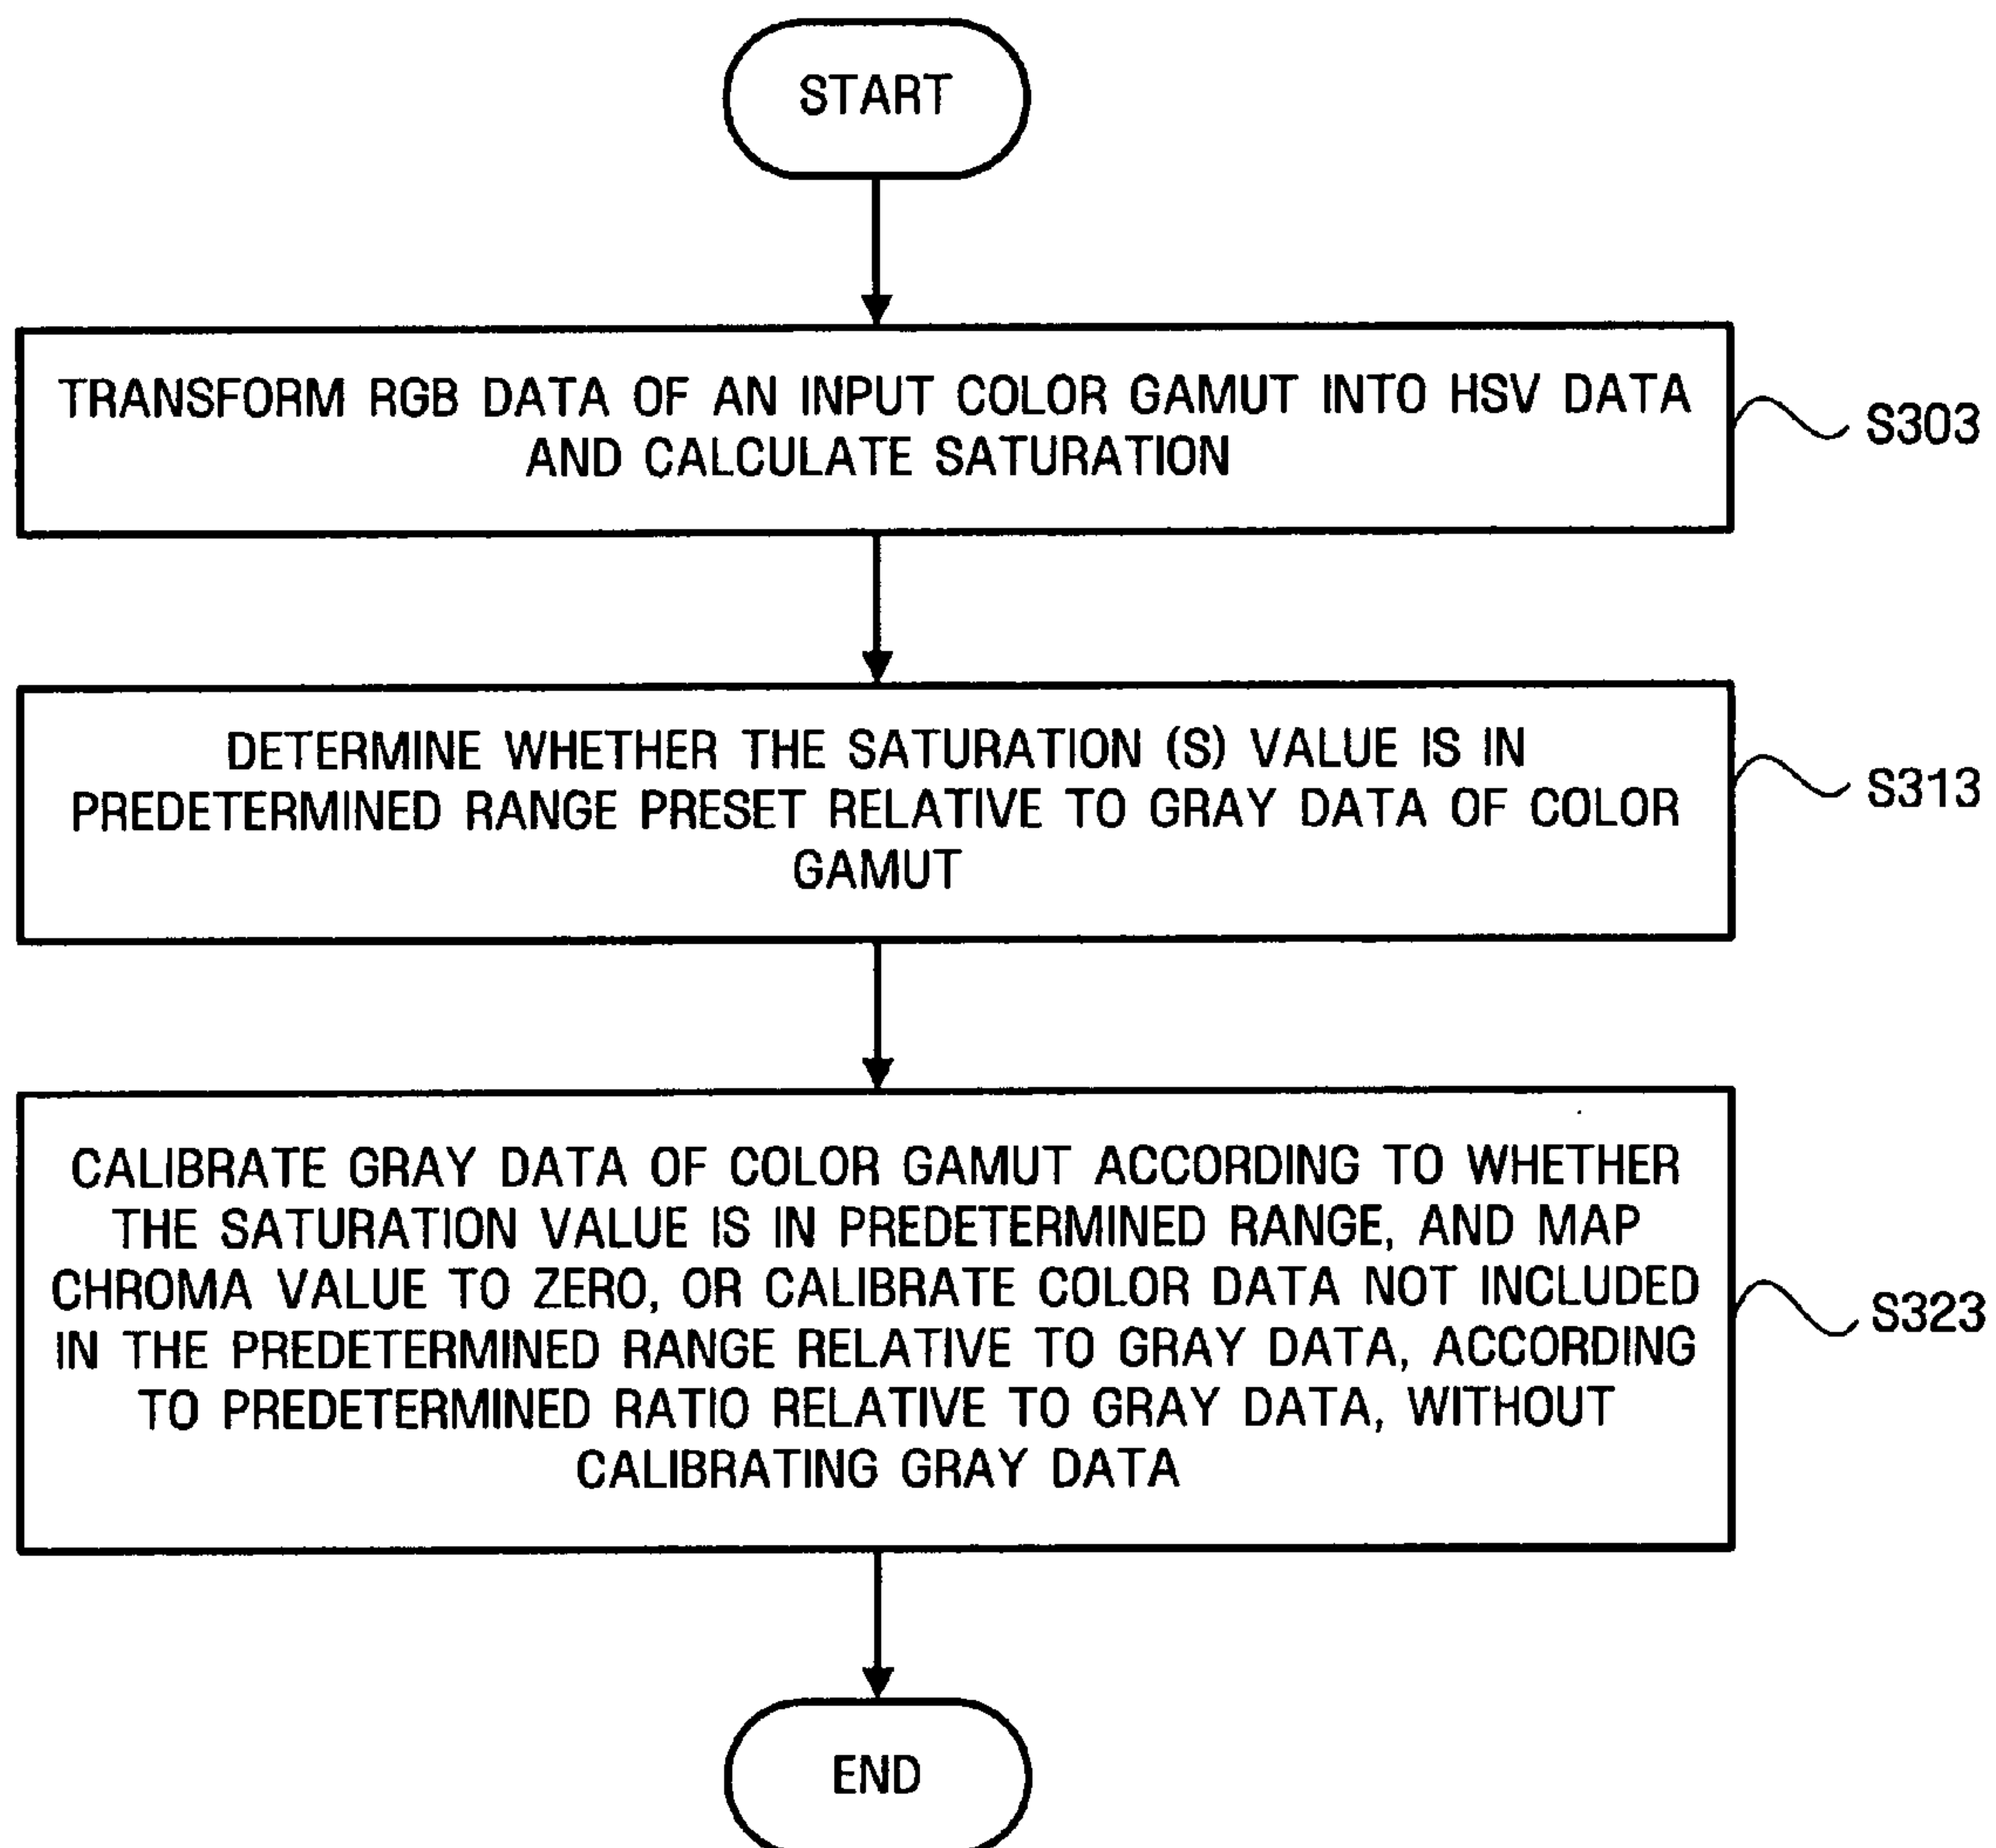 START
TRANSFORM RGB DATA OF AN INPUT COLOR GAMUT INTO HSV DATA
AND CALCULATE SATURATION
S303
DETERMINE WHETHER THE SATURATION (S) VALUE IS IN
PREDETERMINED RANGE PRESET RELATIVE TO GRAY DATA OF COLOR
GAMUT
S313
CALIBRATE GRAY DATA OF COLOR GAMUT ACCORDING TO WHETHER
THE SATURATION VALUE IS IN PREDETERMINED RANGE, AND MAP
CHROMA VALUE TO ZERO, OR CALIBRATE COLOR DATA NOT INCLUDED
IN THE PREDETERMINED RANGE RELATIVE TO GRAY DATA, ACCORDING
TO PREDETERMINED RATIO RELATIVE TO GRAY DATA, WITHOUT
CALIBRATING GRAY DATA
S323
END